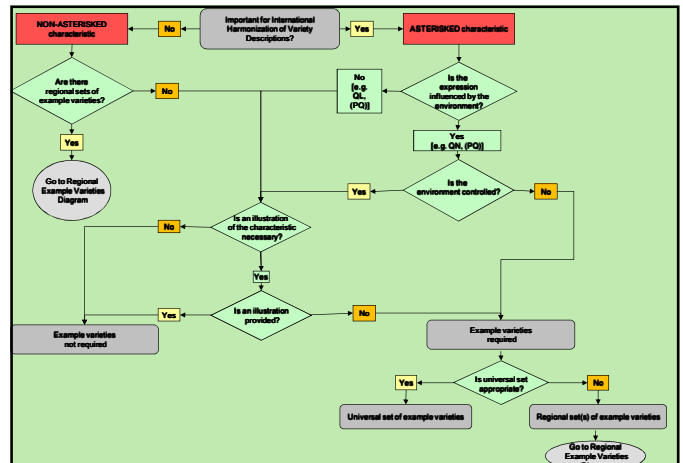 NON-ASTERISKED
characteristic
No
Important for International
Harmonization of Variety
Descriptions?
Yes
ASTERISKED characteristic
Are there
regional sets of
example varieties?
No
No
[e.g.
QL,
(PQ)]
Is the
expression
influenced by the
environment?
Yes
Yes
[e.g. QN, (PQ)]
Go to Regional
Example Varieties
Diagram
Yes
Is the
environment controlled?
No
No
Is an illustration
of the characteristic
necessary?
Yes
Yes
Is an illustration
provided?
No
Example varieties
not required
Example varieties
required
Yes
Is universal set
appropriate?
No
Universal set of example varieties
Regional set(s) of example varieties
Go to Regional
Example Varieties